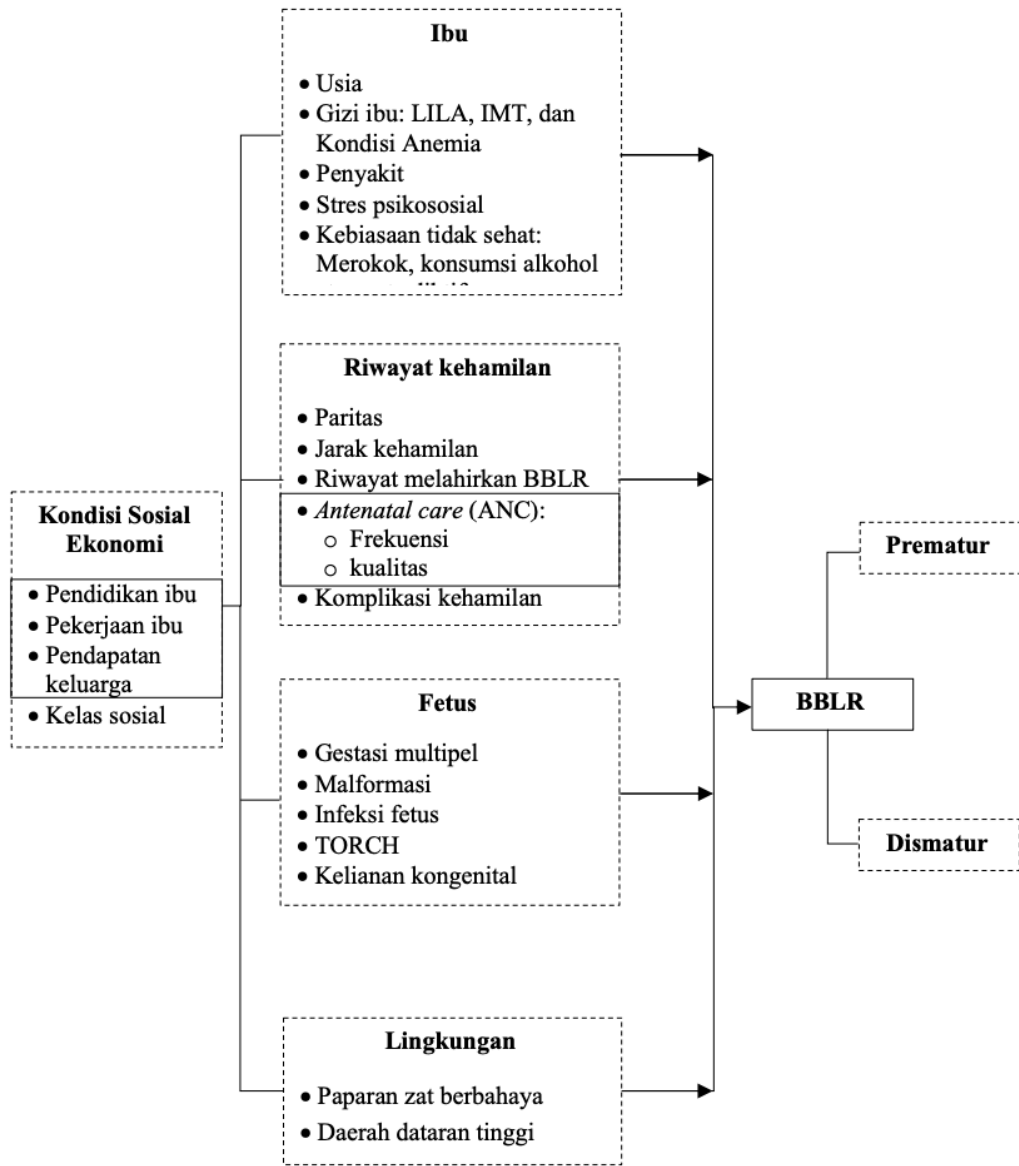 Ibu
• Usia
• Gizi ibu: LILA, IMT, dan
Kondisi Anemia
• Penyakit
• Stres psikososial
• Kebiasaan tidak sehat:
Merokok, konsumsi alkohol
Riwayat kehamilan
• Paritas
• Jarak kehamilan
• Riwayat melahirkan BBLR
• Antenatal care (ANC):
o Frekuensi
o kualitas
• Komplikasi kehamilan
Kondisi Sosial
Ekonomi
• Pendidikan ibu
• Pekerjaan ibu
• Pendapatan
keluarga
• Kelas sosial
Fetus
• Gestasi multipel
• Malformasi
• Infeksi fetus
• TORCH
• Kelianan kongenital
Lingkungan
• Paparan zat berbahaya
• Daerah dataran tinggi
BBLR
Prematur
Dismatur